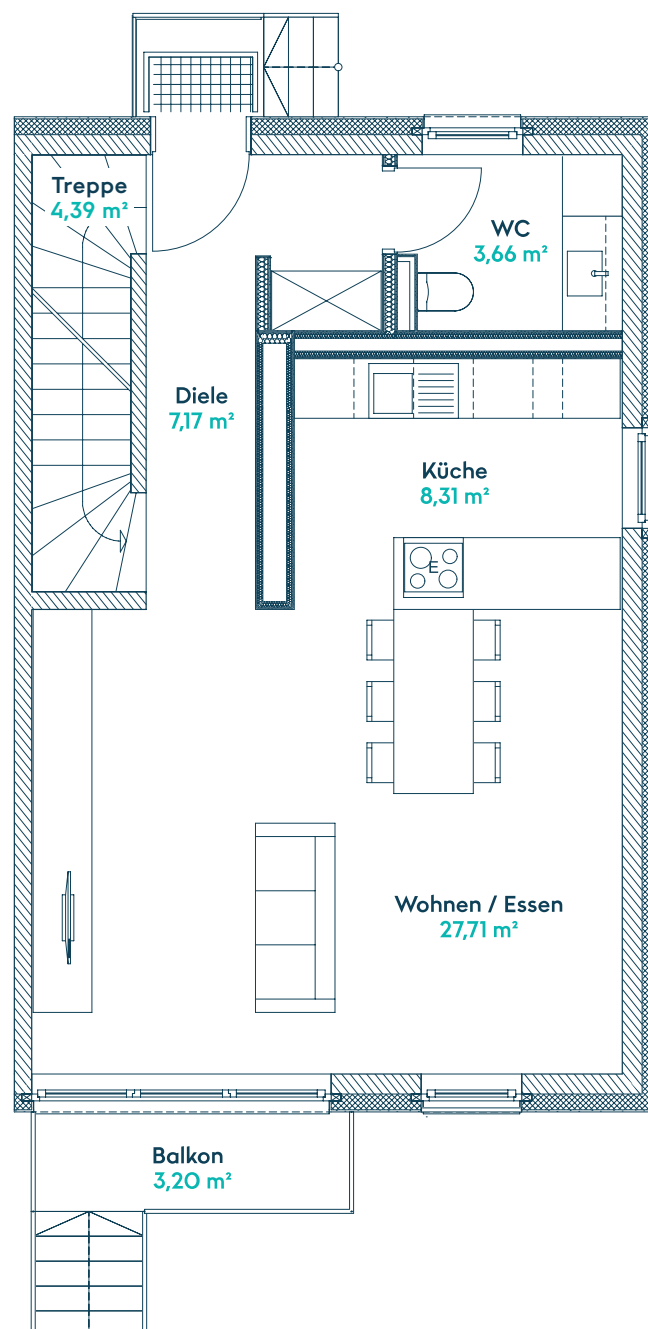 Treppe
4,39 m²
WC
3,66 m²
Diele
7,17 m²
Küche
8,31 m²
E
Wohnen / Essen
27,71 m²
Balkon
3,20 m²